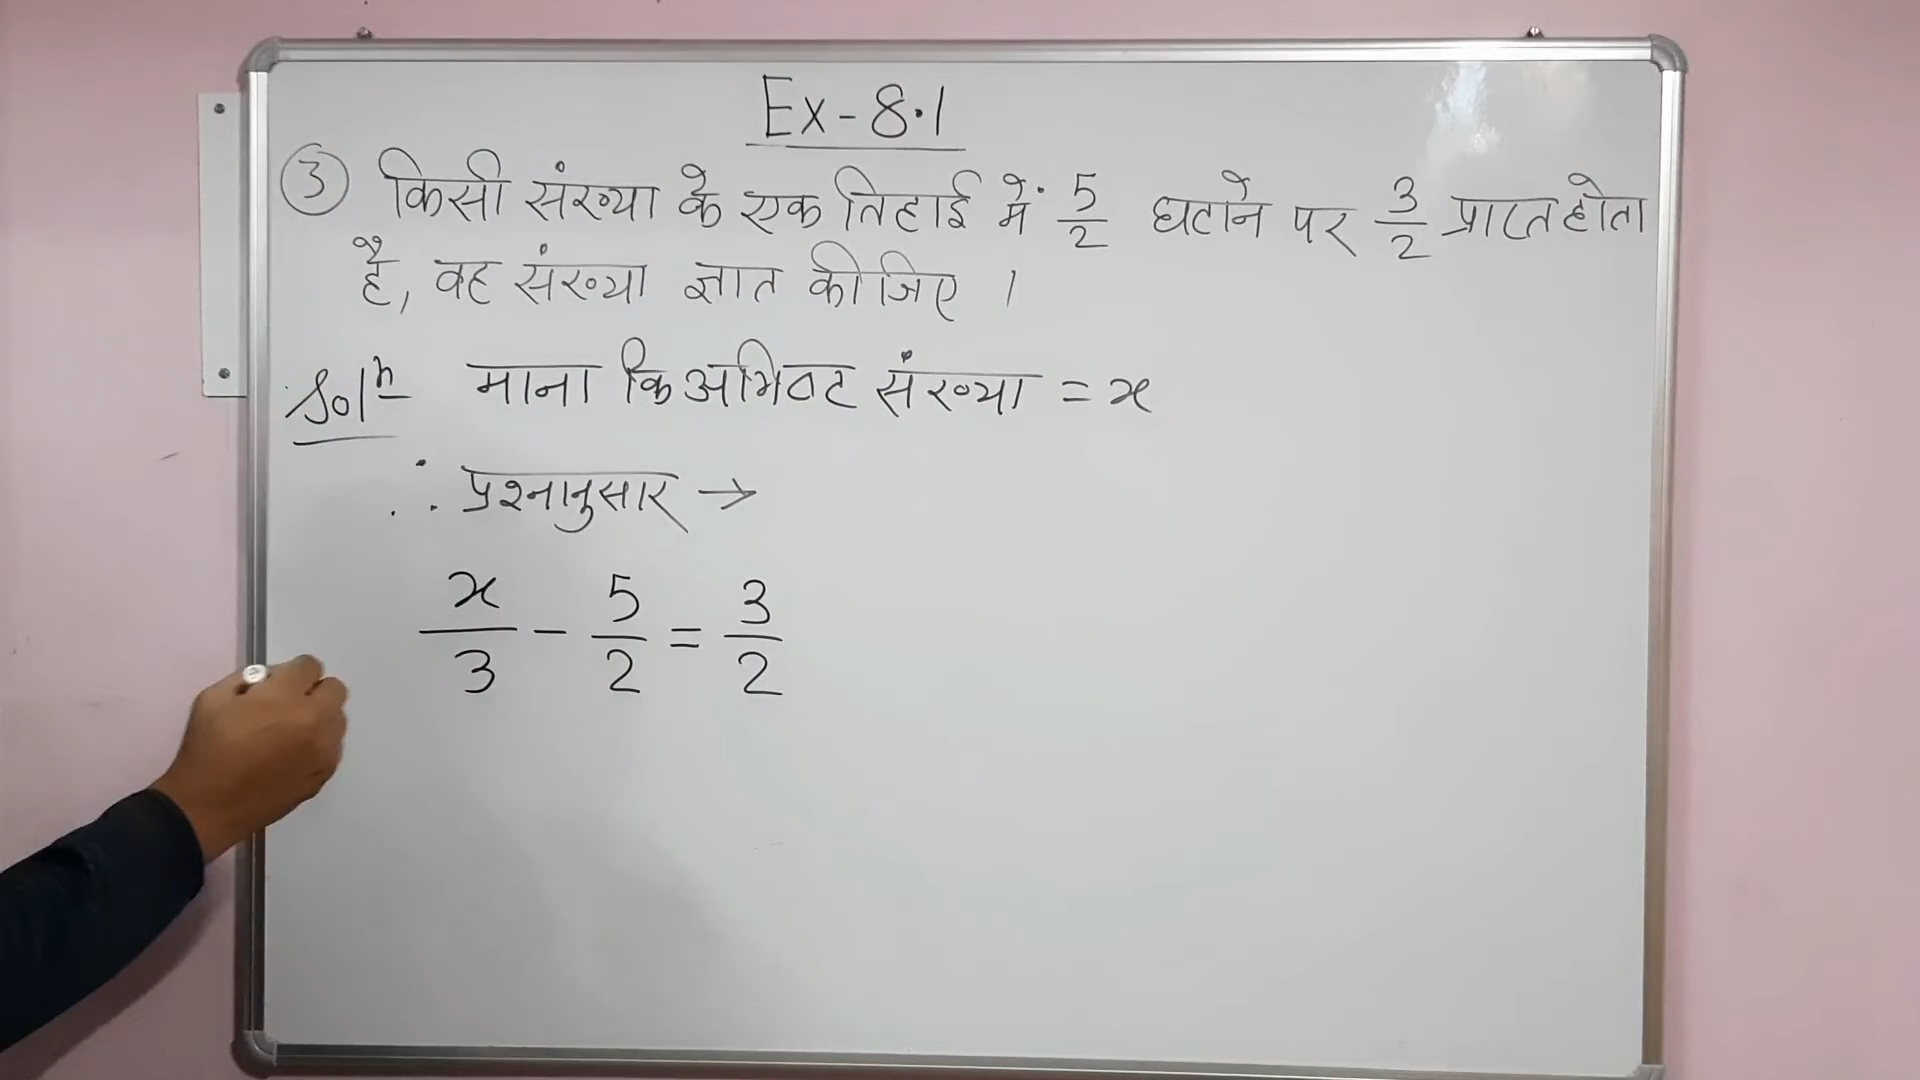 Ex-8.1
③ किसी संख्या के एक तिहाई में 5/2 घटाने पर 3/2 प्राप्त होता
है, वह संख्या ज्ञात कीजिए ।
Solⁿ माना कि अभिष्ट संख्या = x
∴ प्रश्नानुसार →
x/3 - 5/2 = 3/2